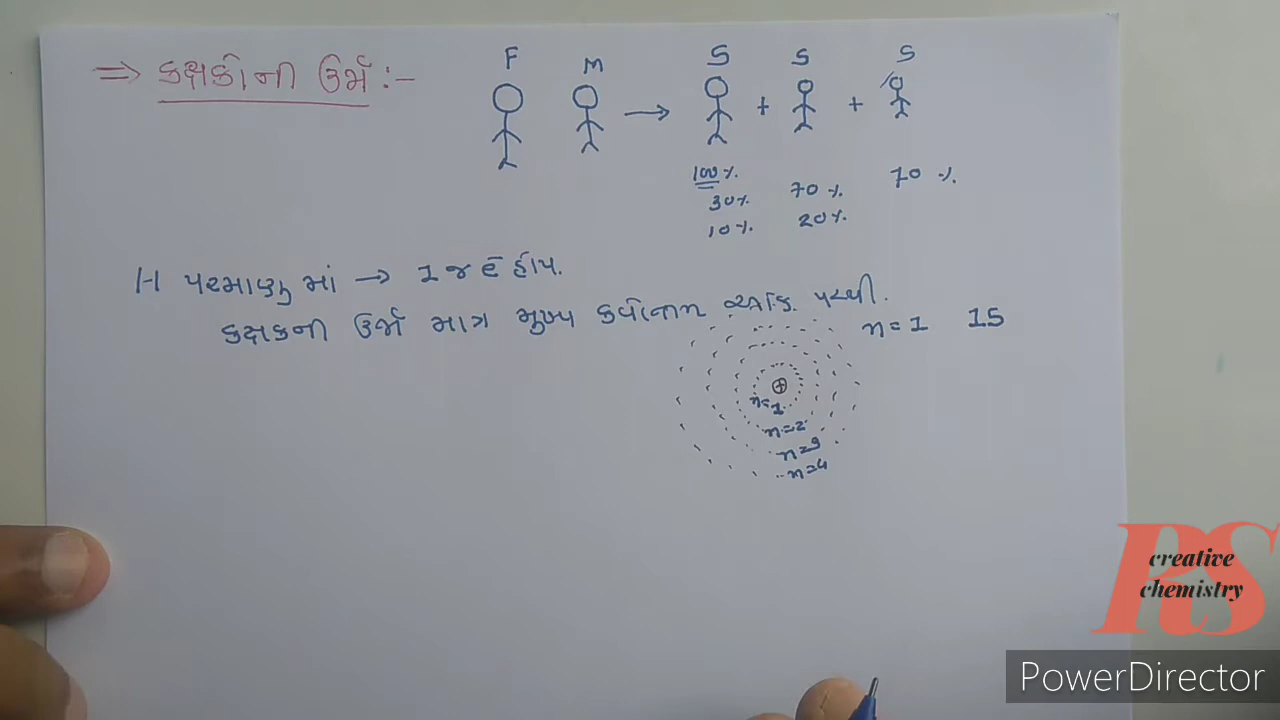 ⇒ કક્ષકોની ઉર્જા :-
F M → S + S + S
100% 70% 70%
30% 20%
10%
H પરમાણુ માં → 1 જ e⁻ હોય.
કક્ષકની ઉર્જા માત્ર મુખ્ય ક્વોન્ટમ આંક પરથી.
n=1 1S
+
n=1
n=2
n=3
n=4
RS
creative
chemistry
PowerDirector